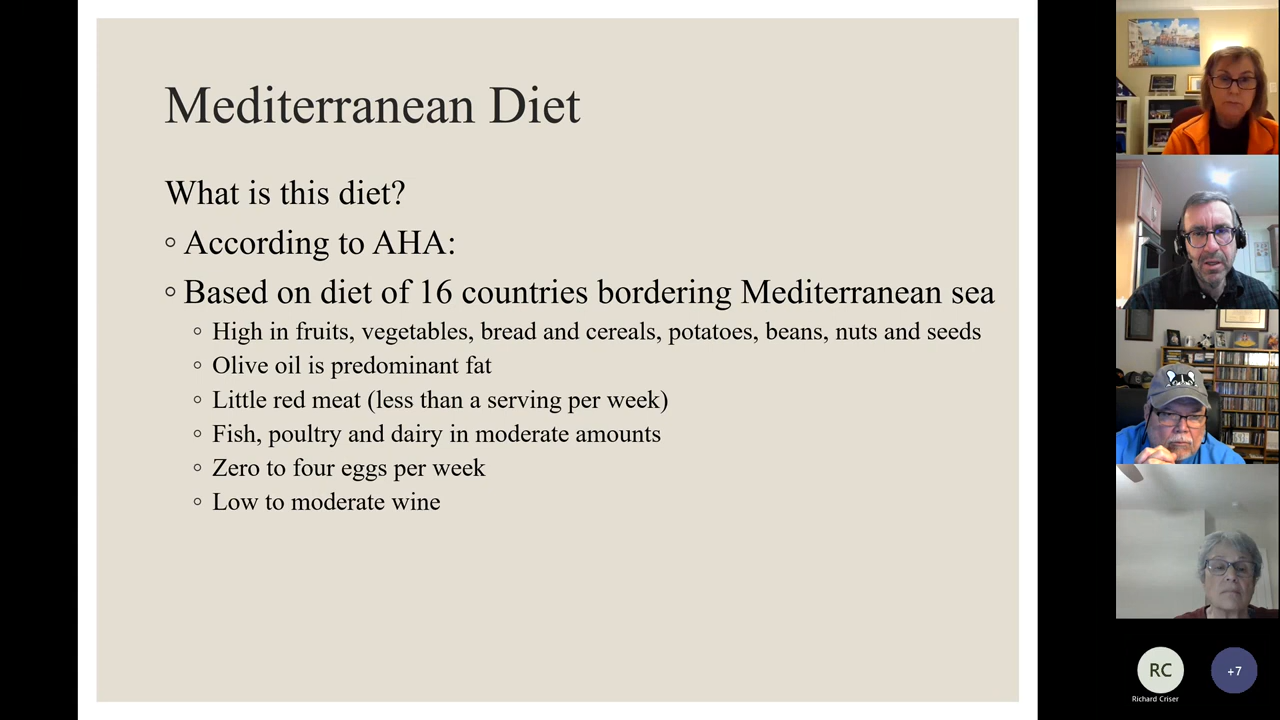 Mediterranean Diet
What is this diet?
According to AHA:
Based on diet of 16 countries bordering Mediterranean sea
High in fruits, vegetables, bread and cereals, potatoes, beans, nuts and seeds
Olive oil is predominant fat
Little red meat (less than a serving per week)
Fish, poultry and dairy in moderate amounts
Zero to four eggs per week
Low to moderate wine
RC
Richard Criser
+7